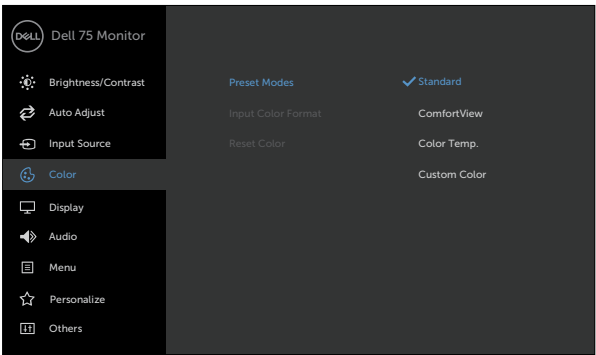 DELL Dell 75 Monitor
Brightness/Contrast
Auto Adjust
Input Source
Color
Display
Audio
Menu
Personalize
Others
Preset Modes
Input Color Format
Reset Color
Standard
ComfortView
Color Temp.
Custom Color